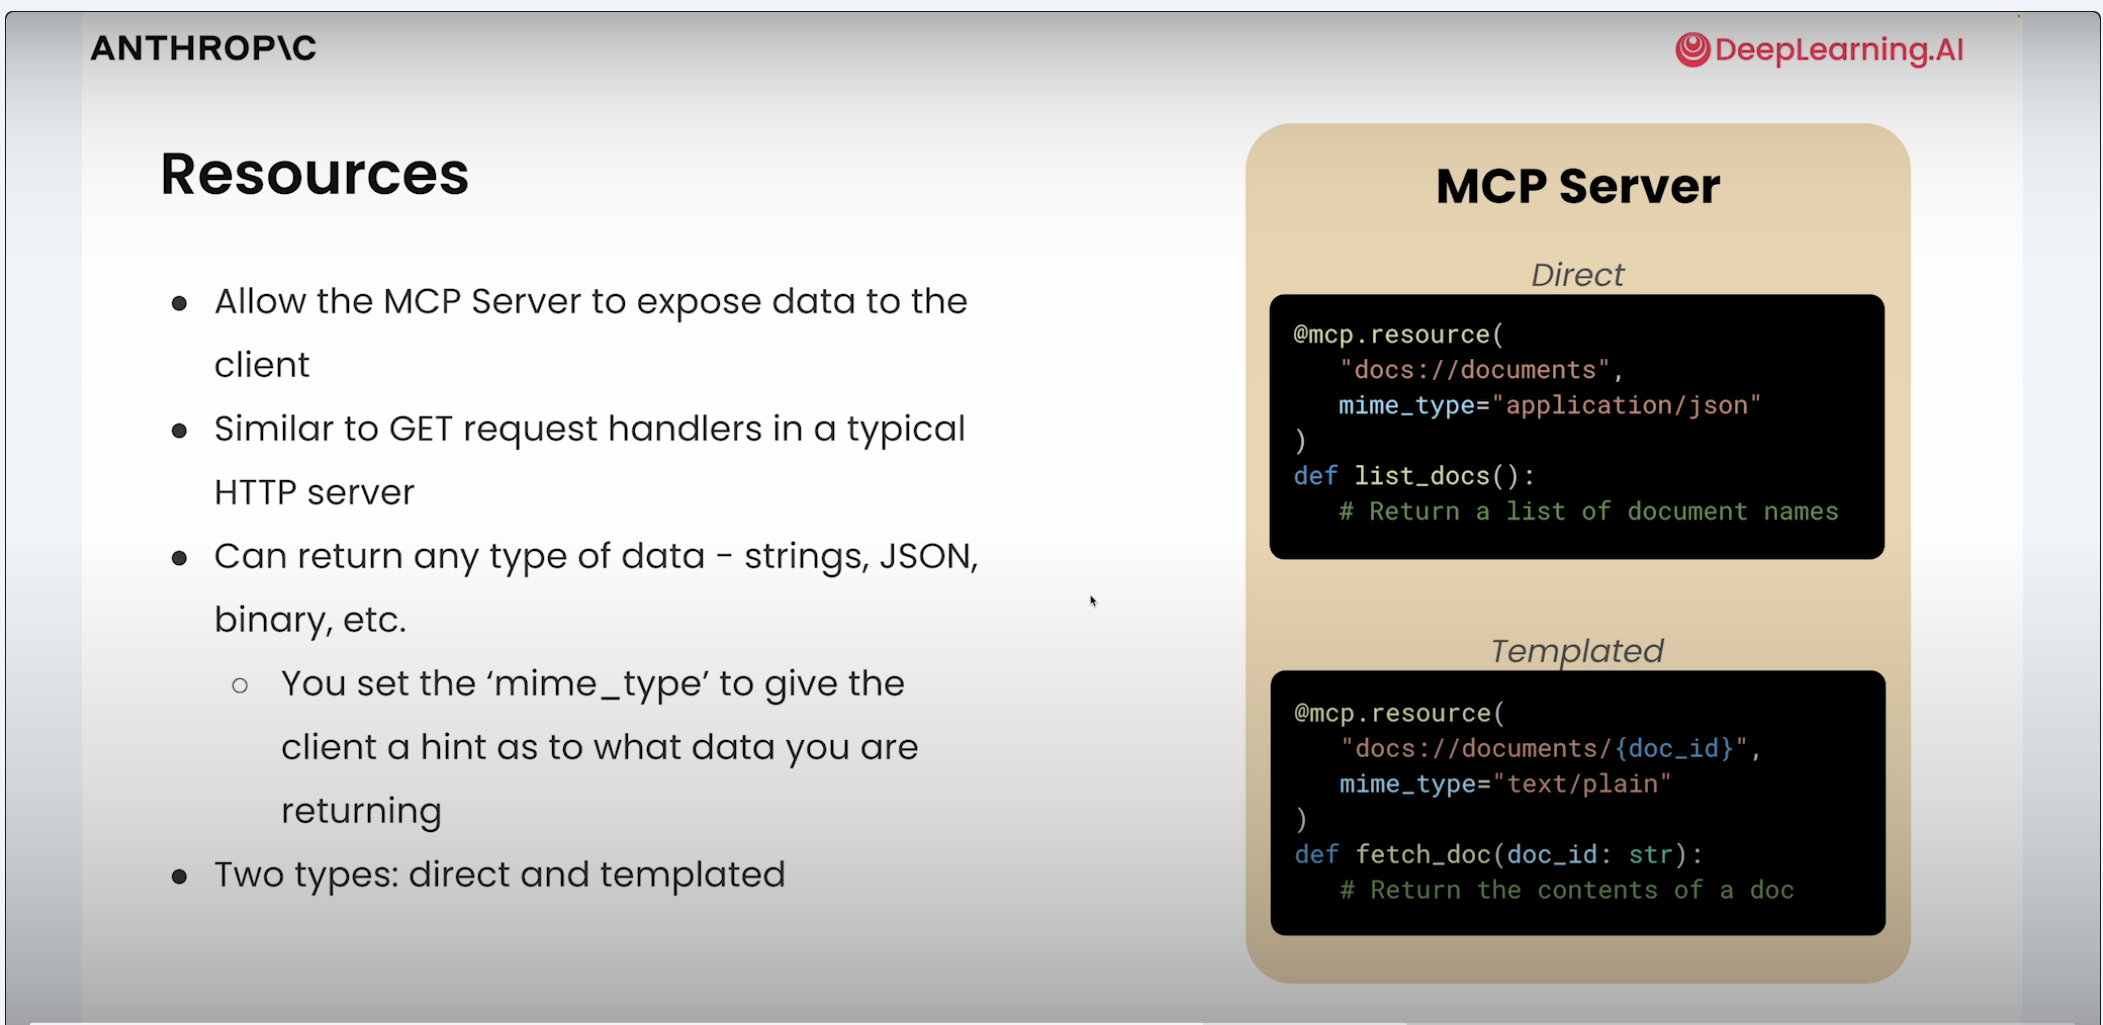 ANTHROP\C
DeepLearning.AI
Resources
● Allow the MCP Server to expose data to the
client
● Similar to GET request handlers in a typical
HTTP server
● Can return any type of data - strings, JSON,
binary, etc.
○ You set the ‘mime_type’ to give the
client a hint as to what data you are
returning
● Two types: direct and templated
MCP Server
Direct
@mcp.resource(
"docs://documents",
mime_type="application/json"
)
def list_docs():
# Return a list of document names
Templated
@mcp.resource(
"docs://documents/{doc_id}",
mime_type="text/plain"
)
def fetch_doc(doc_id: str):
# Return the contents of a doc